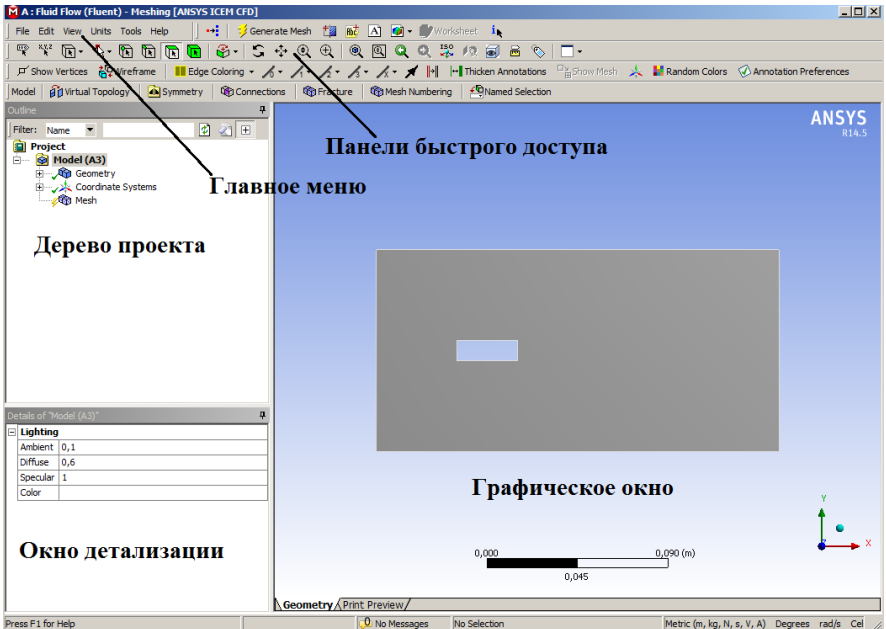 A : Fluid Flow (Fluent) - Meshing [ANSYS ICEM CFD]
File Edit View Units Tools Help Generate Mesh A Worksheet
Show Vertices Wireframe Edge Coloring Thicken Annotations Show Mesh Random Colors Annotation Preferences
Model Virtual Topology Symmetry Connections Fracture Mesh Numbering Named Selection
Outline
Filter: Name
Project
Model (A3)
Geometry
Coordinate Systems
Mesh
Дерево проекта
Главное меню
Панели быстрого доступа
ANSYS
R14.5
Details of "Model (A3)"
Lighting
Ambient 0,1
Diffuse 0,6
Specular 1
Color
Окно детализации
Графическое окно
0,000 0,090 (m)
0,045
Y
X
Geometry Print Preview
Press F1 for Help No Messages No Selection Metric (m, kg, N, s, V, A) Degrees rad/s Cel